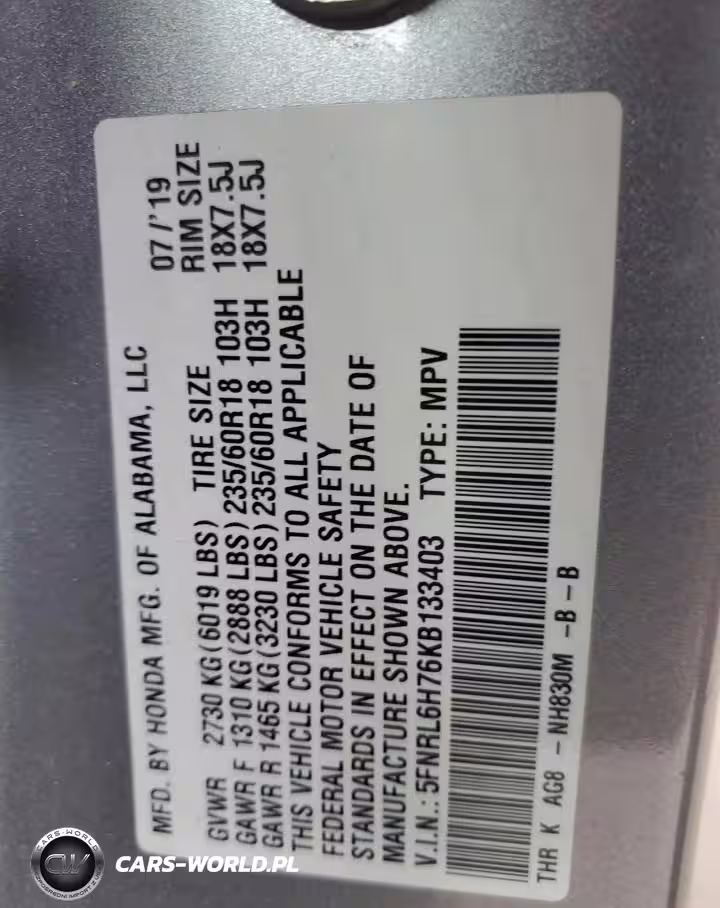 MFD. BY HONDA MFG. OF ALABAMA, LLC 07/'19
GVWR 2730 KG(6019 LBS) TIRE SIZE RIM SIZE
GAWR F 1310 KG(2888 LBS) 235/60R18 103H 18X7.5J
GAWR R 1465 KG(3230 LBS) 235/60R18 103H 18X7.5J
THIS VEHICLE CONFORMS TO ALL APPLICABLE
FEDERAL MOTOR VEHICLE SAFETY
STANDARDS IN EFFECT ON THE DATE OF
MANUFACTURE SHOWN ABOVE.
V.I.N.: 5FNRL6H76KB133403 TYPE: MPV
THR K AG8 - NH830M -B-B
CARS-WORLD
CW
CARS-WORLD.PL